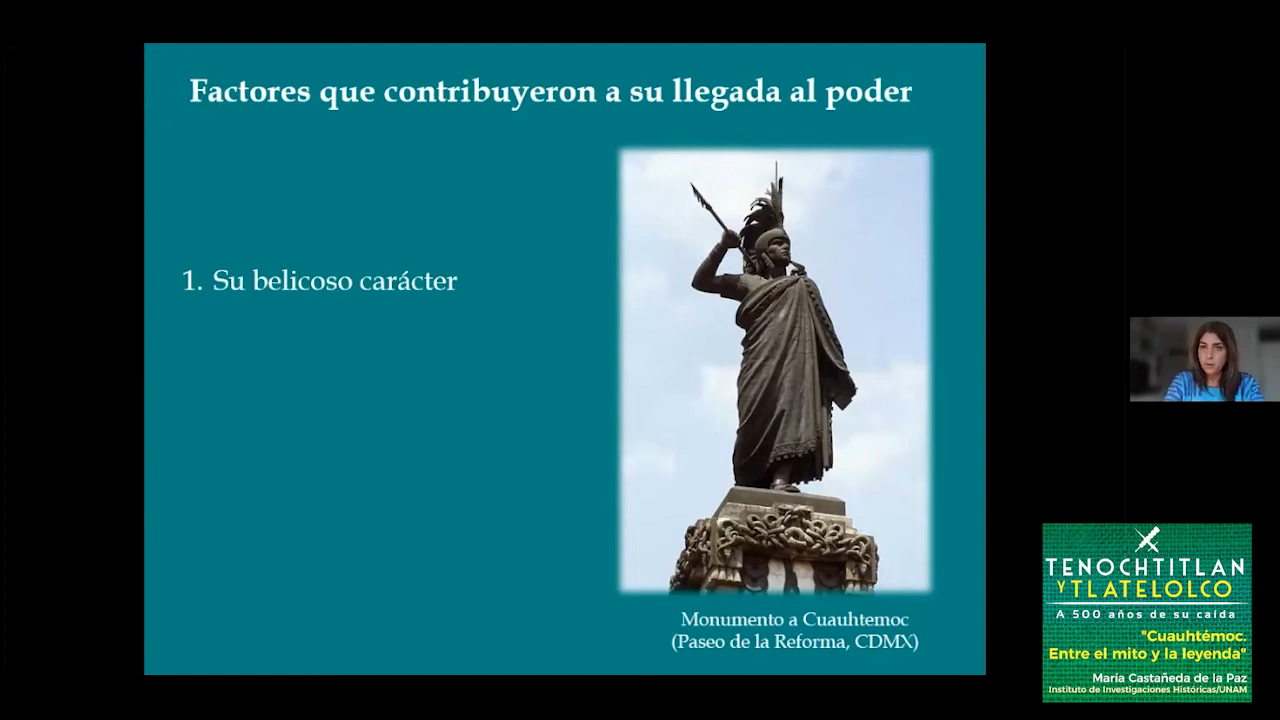 Factores que contribuyeron a su llegada al poder
1. Su belicoso carácter
Monumento a Cuauhtemoc
(Paseo de la Reforma, CDMX)
TENOCHTITLAN
Y TLATELOLCO
A 500 años de su caída
"Cuauhtémoc.
Entre el mito y la leyenda"
María Castañeda de la Paz
Instituto de Investigaciones Históricas/UNAM